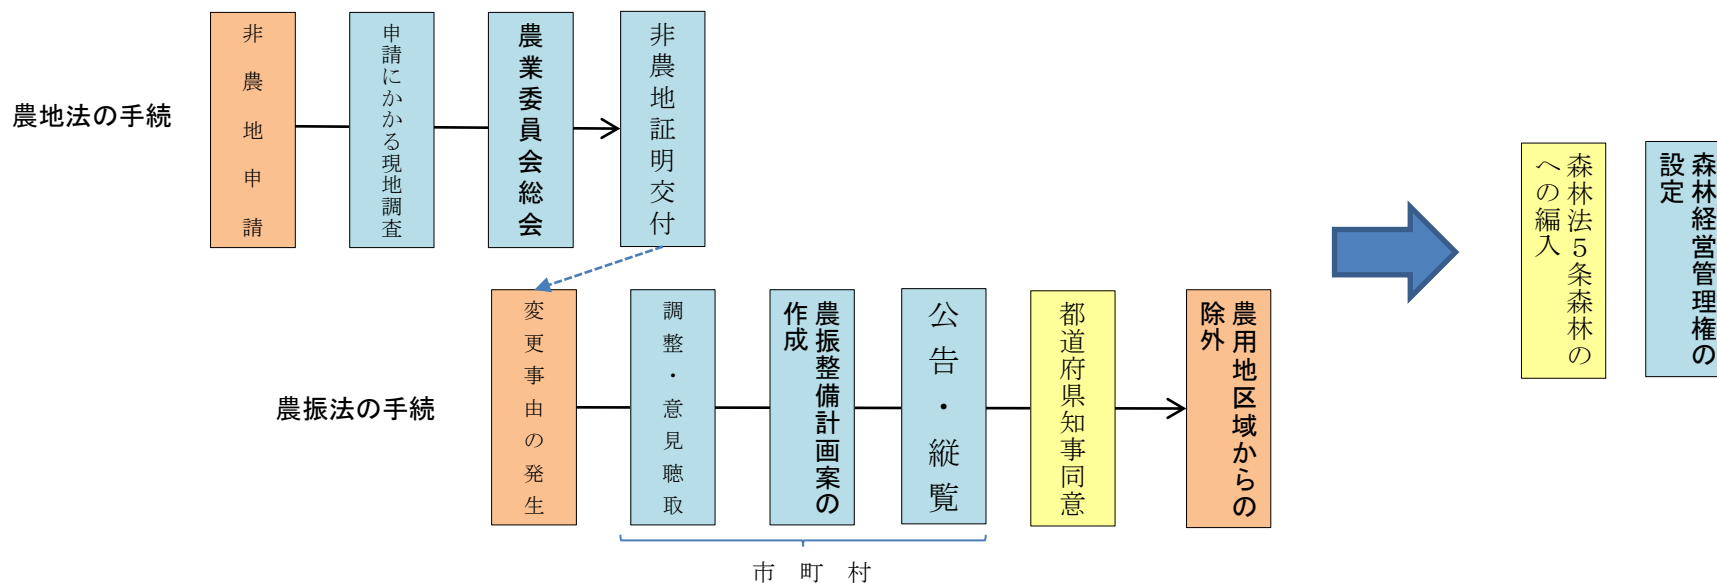 農地法の手続
非農地申請
申請にかかる現地調査
農業委員会総会
非農地証明交付
農振法の手続
変更事由の発生
調整・意見聴取
農振整備計画案の
作成
公告・縦覧
都道府県知事同意
農用地区域からの
除外
市町村
森林法５条森林の
への編入
森林経営管理権の
設定